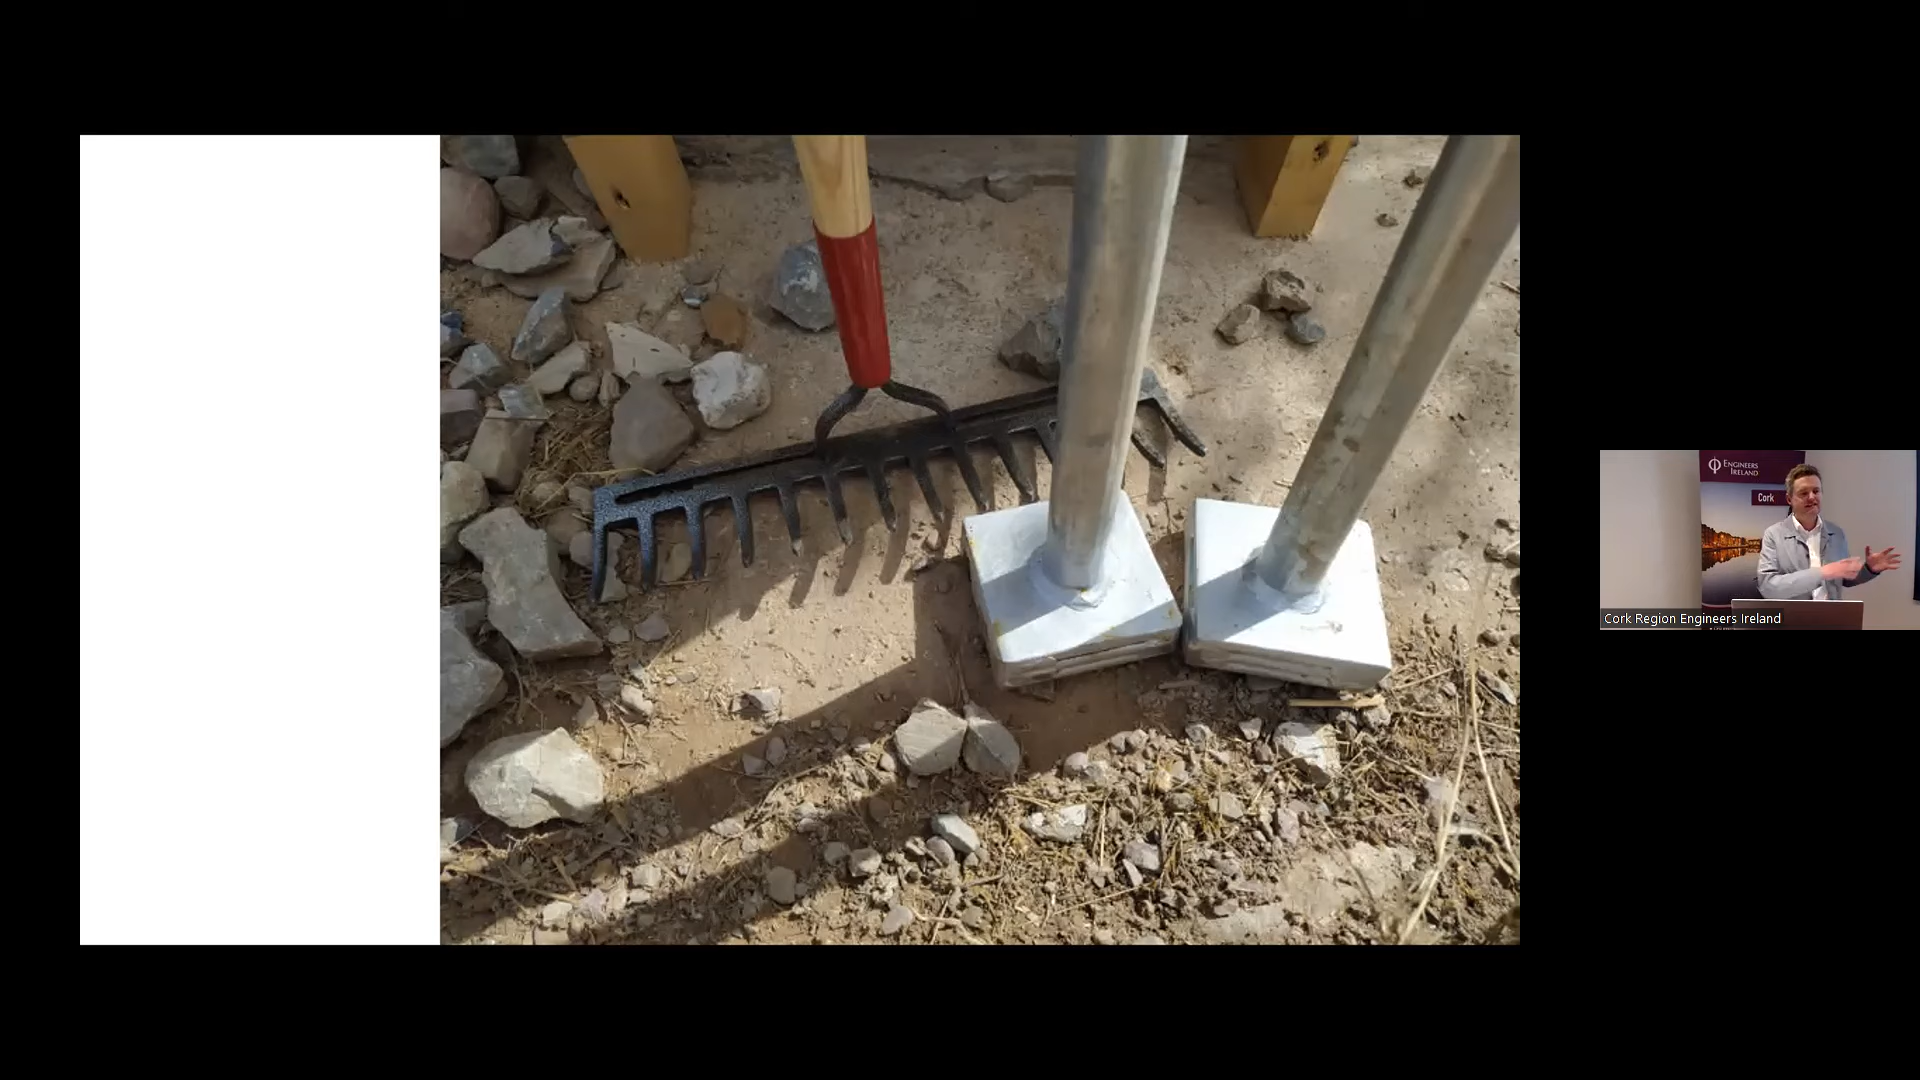 ENGINEERS
IRELAND
Cork
Cork Region Engineers Ireland